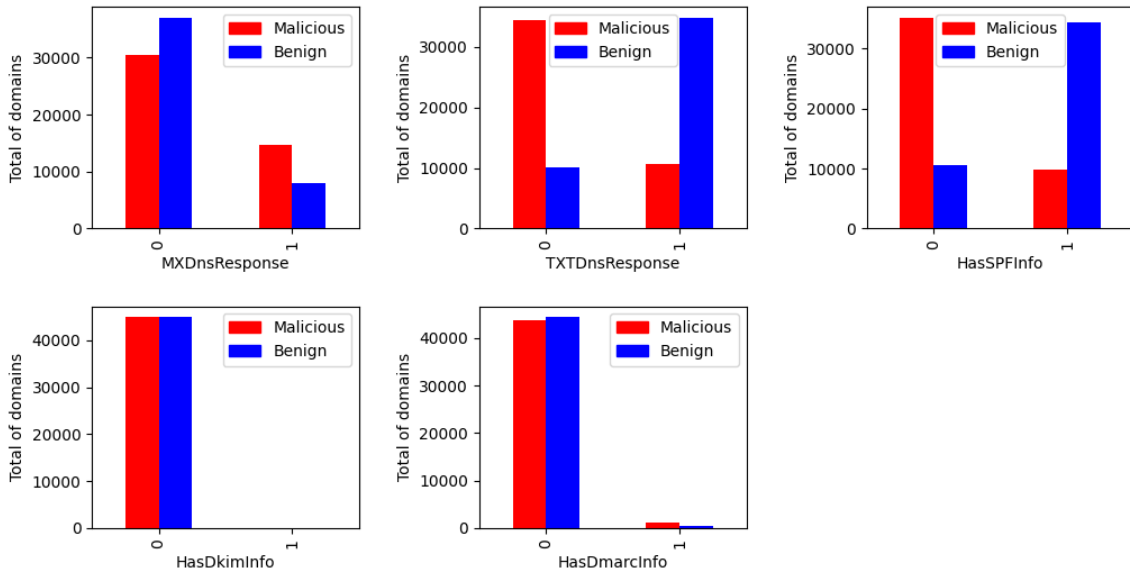 Total of domains
30000
20000
10000
0
Malicious
Benign
0
1
MXDnsResponse
Total of domains
30000
20000
10000
0
Malicious
Benign
0
1
TXTDnsResponse
Total of domains
30000
20000
10000
0
Malicious
Benign
0
1
HasSPFInfo
Total of domains
40000
30000
20000
10000
0
Malicious
Benign
0
1
HasDkimInfo
Total of domains
40000
30000
20000
10000
0
Malicious
Benign
0
1
HasDmarcInfo